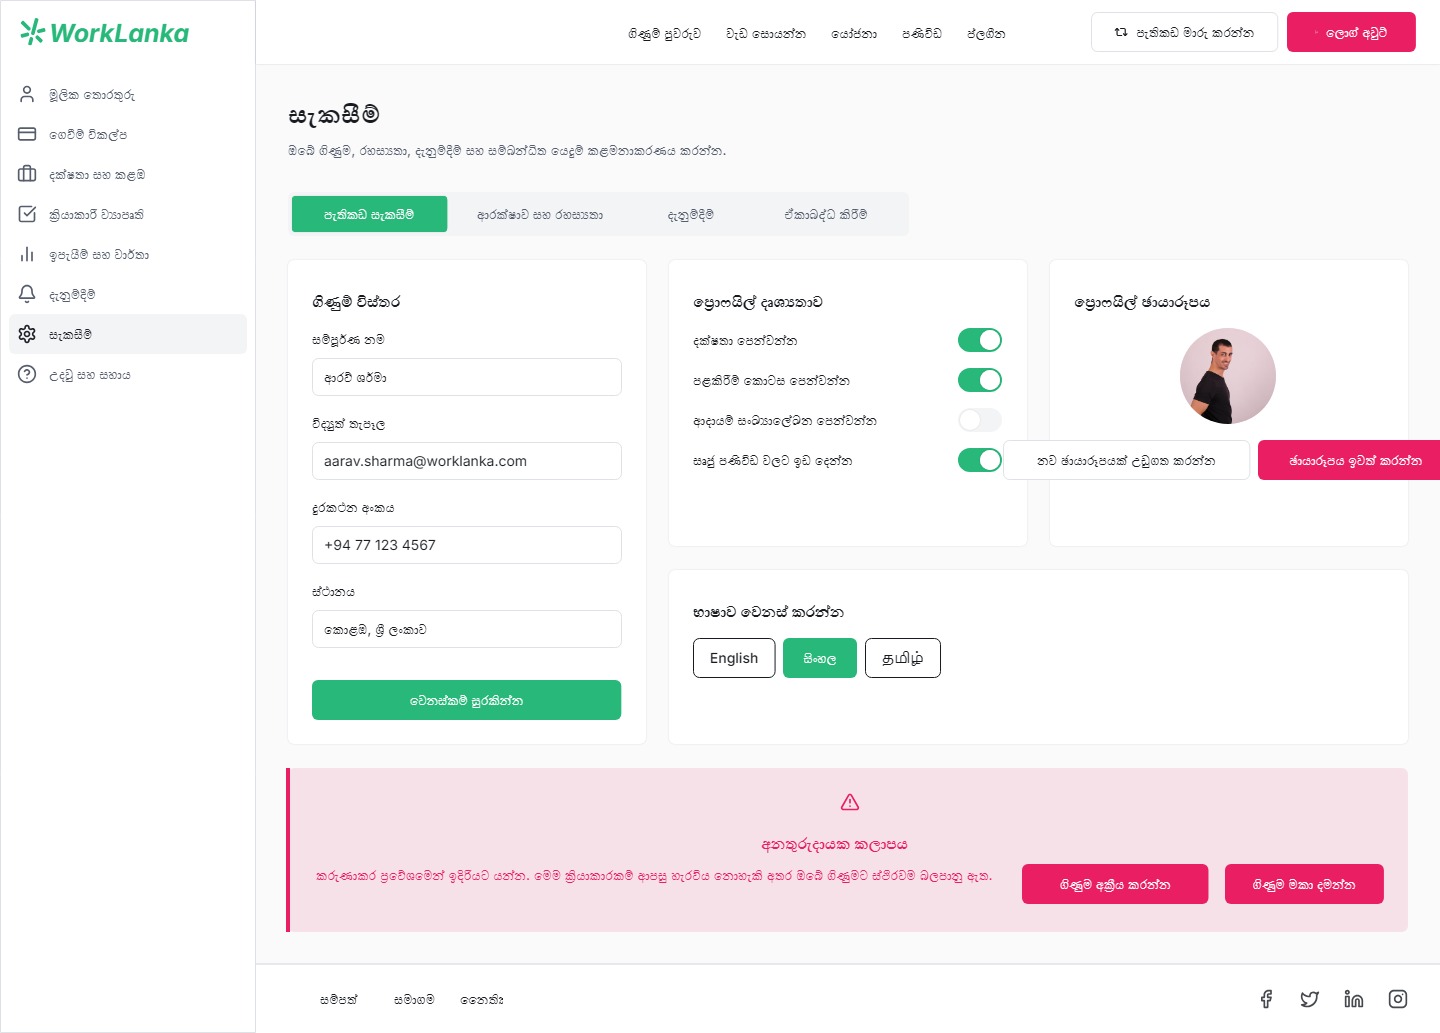 WorkLanka
ගිණුම් පුවරුව
වැඩ සොයන්න
යෝජනා
පණිවිඩ
ප්ලගින
පැතිකඩ මාරු කරන්න
ලොග් අවුට්
මූලික තොරතුරු
ගෙවීම් විකල්ප
දක්ෂතා සහ කළඹ
ක්‍රියාකාරී ව්‍යාපෘති
ඉපැයීම් සහ වාර්තා
දැනුම්දීම්
සැකසීම්
උදවු සහ සහාය
සැකසීම්
ඔබේ ගිණුම, රහස්‍යතා, දැනුම්දීම් සහ සම්බන්ධිත යෙදුම් කළමනාකරණය කරන්න.
පැතිකඩ සැකසීම්
ආරක්ෂාව සහ රහස්‍යතා
දැනුම්දීම්
ඒකාබද්ධ කිරීම්
ගිණුම් විස්තර
සම්පූර්ණ නම
ආරව් ශර්මා
විද්‍යුත් තැපෑල
aarav.sharma@worklanka.com
දුරකථන අංකය
+94 77 123 4567
ස්ථානය
කොළඹ, ශ්‍රී ලංකාව
වෙනස්කම් සුරකින්න
ප්‍රොෆයිල් දෘශ්‍යතාව
දක්ෂතා පෙන්වන්න
පළකිරීම් කොටස පෙන්වන්න
ආදායම් සංඛ්‍යාලේඛන පෙන්වන්න
සෘජු පණිවිඩ වලට ඉඩ දෙන්න
ප්‍රොෆයිල් ඡායාරූපය
නව ඡායාරූපයක් උඩුගත කරන්න
ඡායාරූපය ඉවත් කරන්න
භාෂාව වෙනස් කරන්න
English
සිංහල
தமிழ்
අනතුරුදායක කලාපය
කරුණාකර ප්‍රවේශමෙන් ඉදිරියට යන්න. මෙම ක්‍රියාකාරකම් ආපසු හැරවිය නොහැකි අතර ඔබේ ගිණුමට ස්ථිරවම බලපානු ඇත.
ගිණුම අක්‍රීය කරන්න
ගිණුම මකා දමන්න
සම්පත්
සමාගම
නෛතිඃ